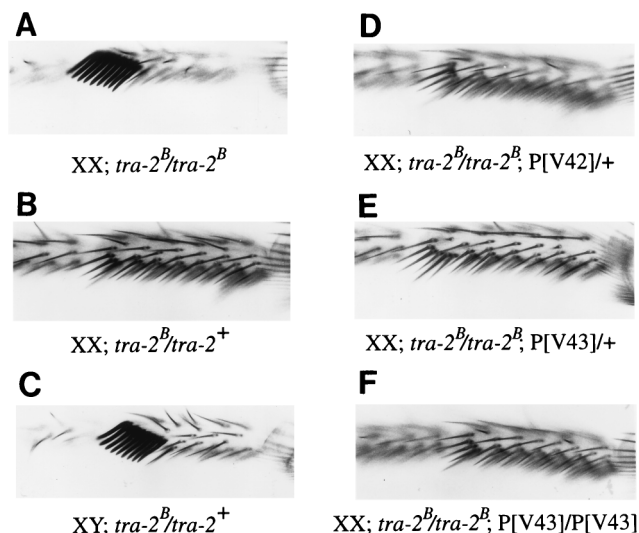 A
XX; tra-2ᴮ/tra-2ᴮ
B
XX; tra-2ᴮ/tra-2⁺
C
XY; tra-2ᴮ/tra-2⁺
D
XX; tra-2ᴮ/tra-2ᴮ; P[V42]/+
E
XX; tra-2ᴮ/tra-2ᴮ; P[V43]/+
F
XX; tra-2ᴮ/tra-2ᴮ; P[V43]/P[V43]